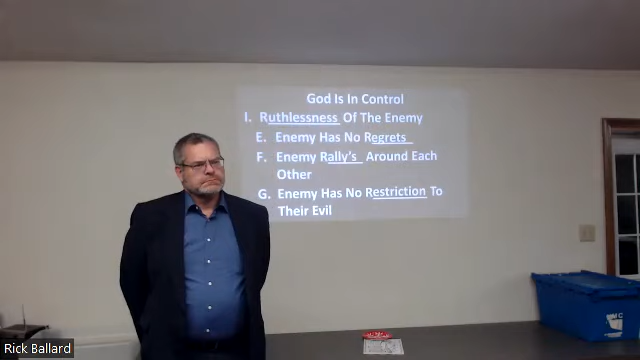 God Is In Control
I. Ruthlessness Of The Enemy
E. Enemy Has No Regrets
F. Enemy Rally's Around Each
Other
G. Enemy Has No Restriction To
Their Evil
Rick Ballard